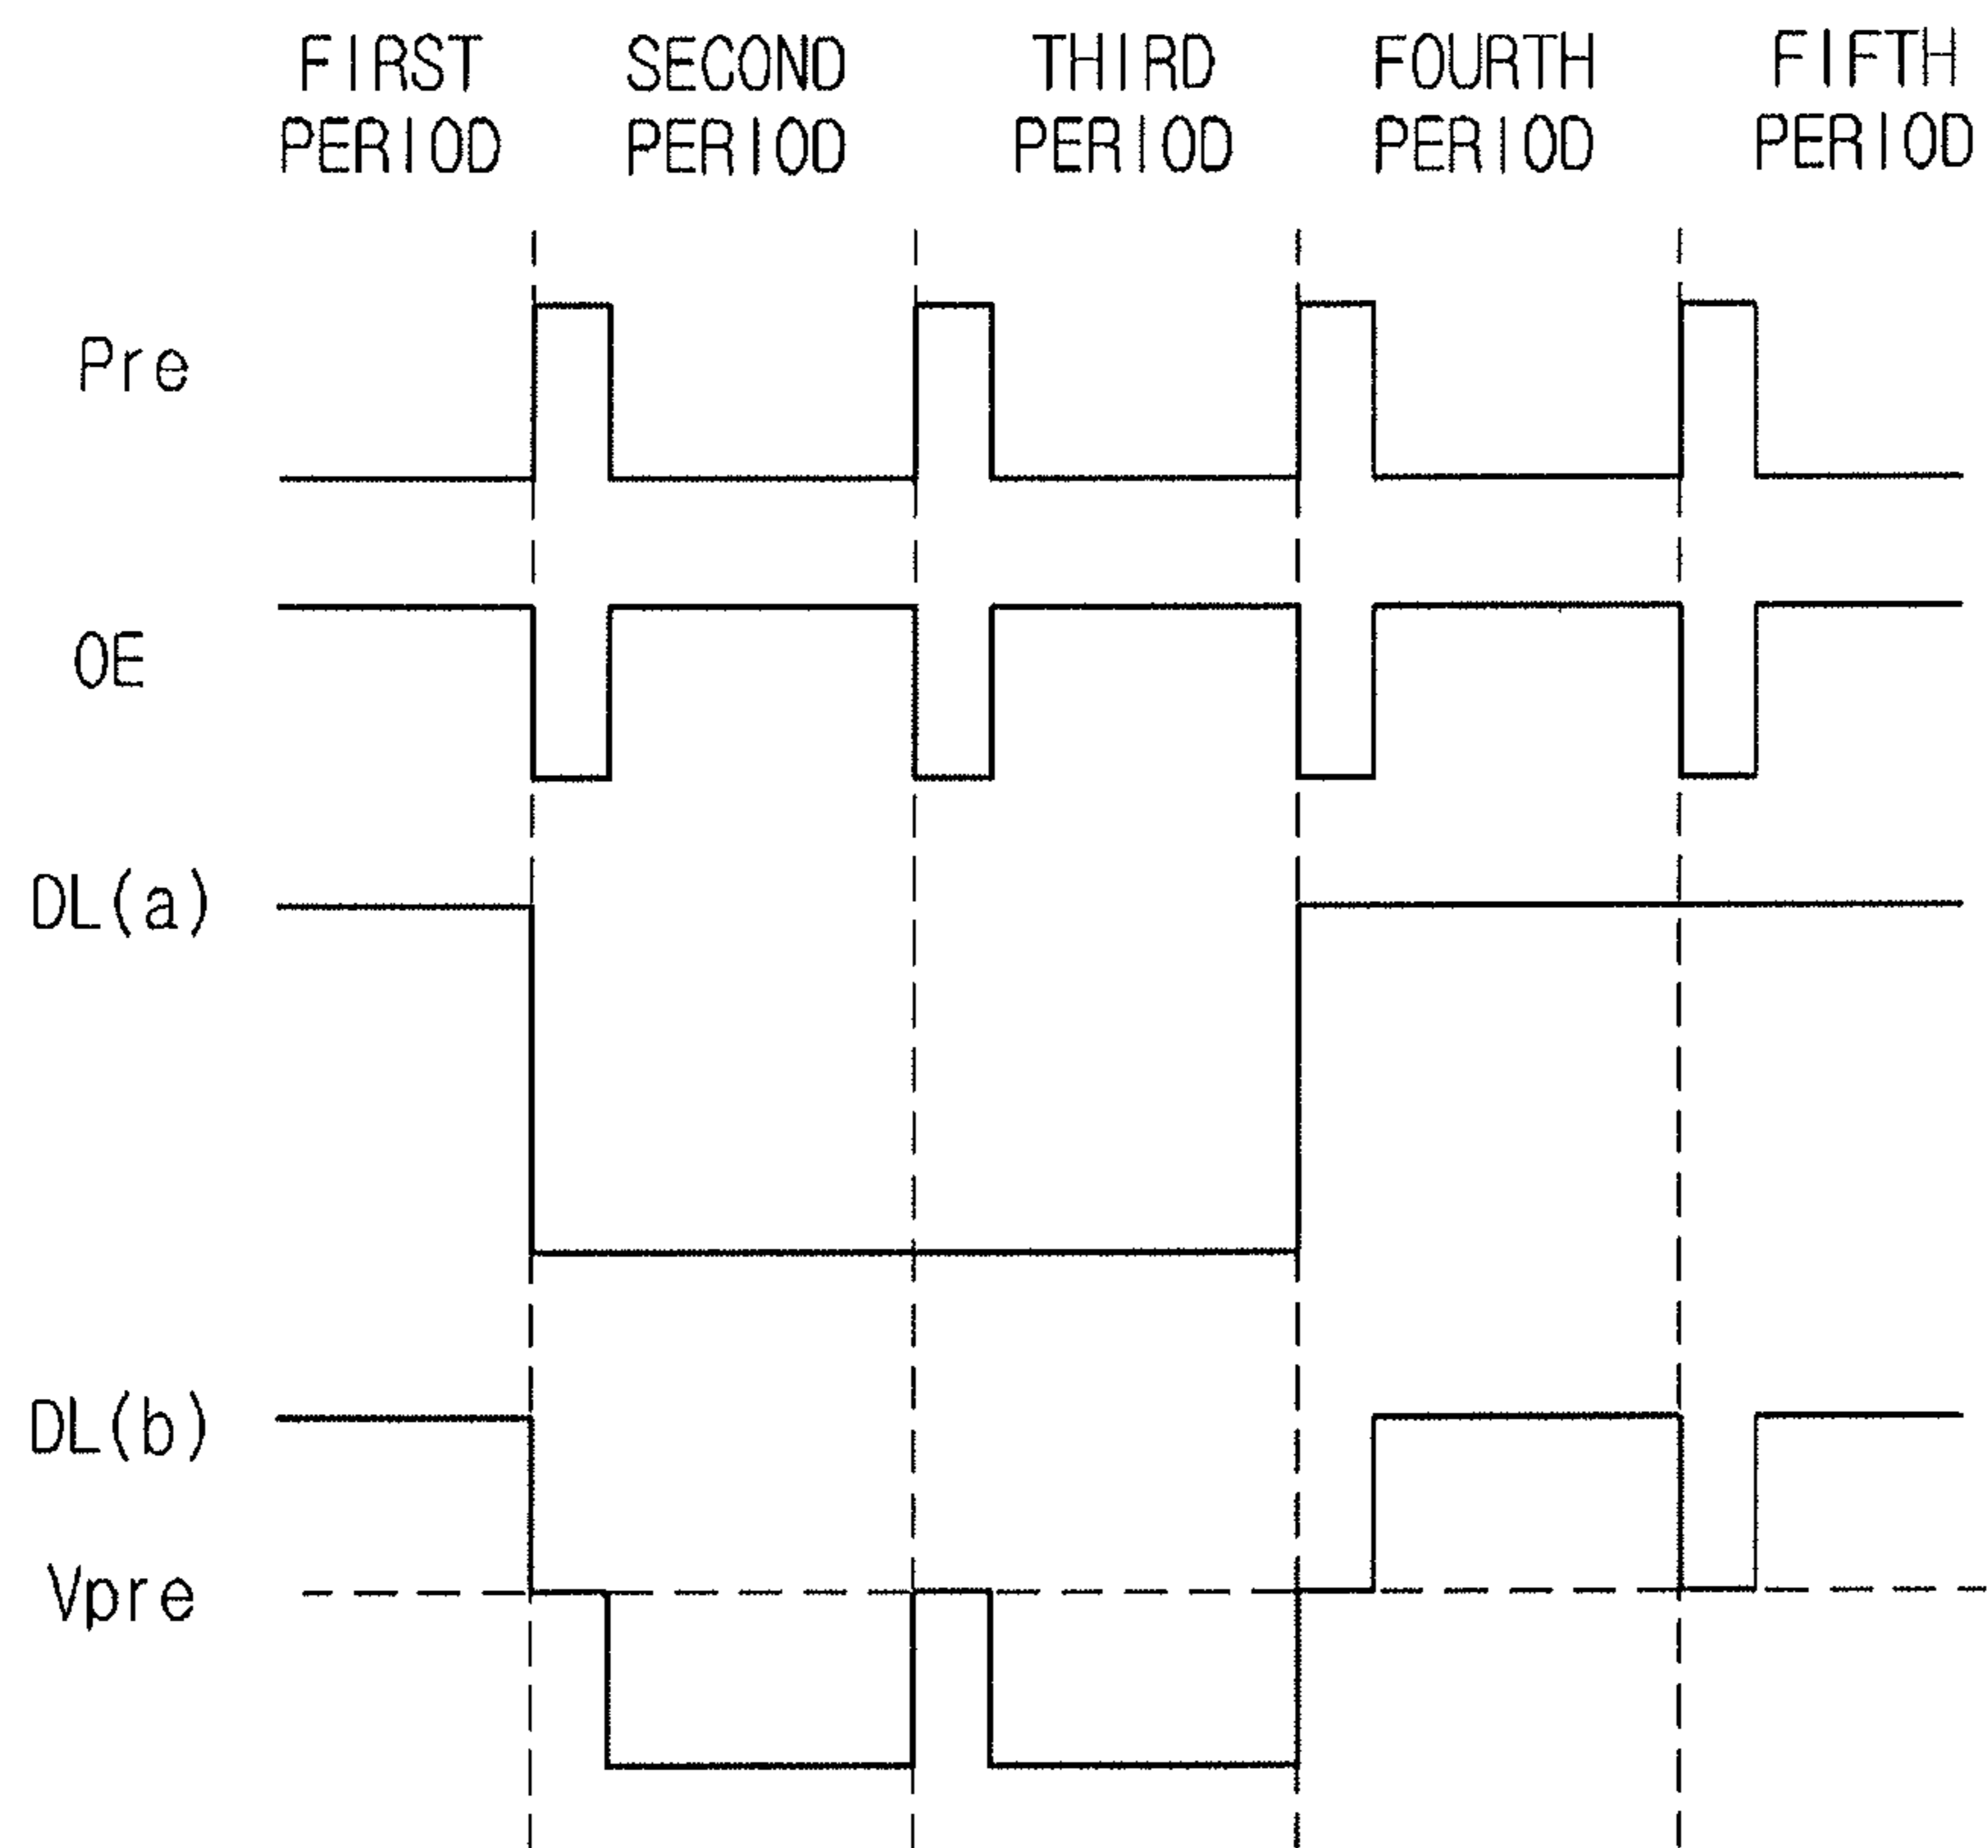 FIRST PERIOD
SECOND PERIOD
THIRD PERIOD
FOURTH PERIOD
FIFTH PERIOD
Pre
OE
DL(a)
DL(b)
Vpre